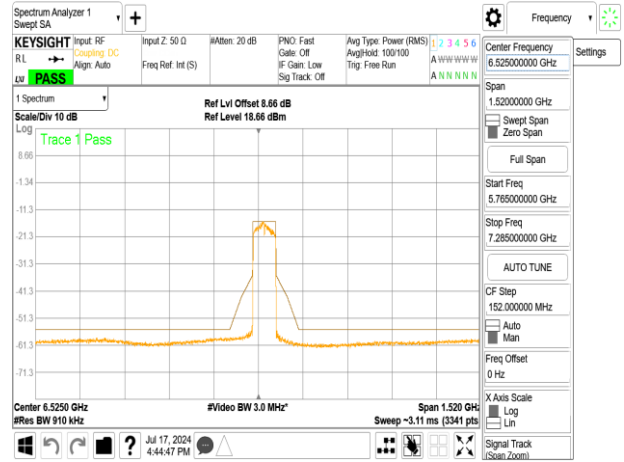 Spectrum Analyzer 1
Swept SA
Frequency
KEYSIGHT
RL
LNI PASS
Input: RF
Coupling: DC
Align: Auto
Input Z: 50 Ω
Freq Ref: Int (S)
#Atten: 20 dB
PNO: Fast
Gate: Off
IF Gain: Low
Sig Track: Off
Avg Type: Power (RMS)
Avg|Hold: 100/100
Trig: Free Run
1 2 3 4 5 6
A W W W W W
A N N N N N
1 Spectrum
Scale/Div 10 dB
Ref Lvl Offset 8.66 dB
Ref Level 18.66 dBm
Log
Trace 1 Pass
8.66
-1.34
-11.3
-21.3
-31.3
-41.3
-51.3
-61.3
-71.3
Center 6.5250 GHz
#Res BW 910 kHz
#Video BW 3.0 MHz*
Span 1.520 GHz
Sweep ~3.11 ms (3341 pts
Center Frequency
6.525000000 GHz
Settings
Span
1.52000000 GHz
Swept Span
Zero Span
Full Span
Start Freq
5.765000000 GHz
Stop Freq
7.285000000 GHz
AUTO TUNE
CF Step
152.000000 MHz
Auto
Man
Freq Offset
0 Hz
X Axis Scale
Log
Lin
Signal Track
(Span Zoom)
?
Jul 17, 2024
4:44:47 PM